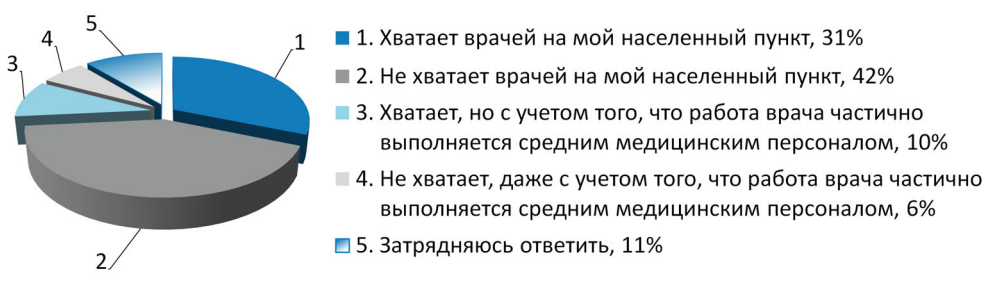 5
4
3
1
2
1. Хватает врачей на мой населенный пункт, 31%
2. Не хватает врачей на мой населенный пункт, 42%
3. Хватает, но с учетом того, что работа врача частично
выполняется средним медицинским персоналом, 10%
4. Не хватает, даже с учетом того, что работа врача частично
выполняется средним медицинским персоналом, 6%
5. Затрядняюсь ответить, 11%